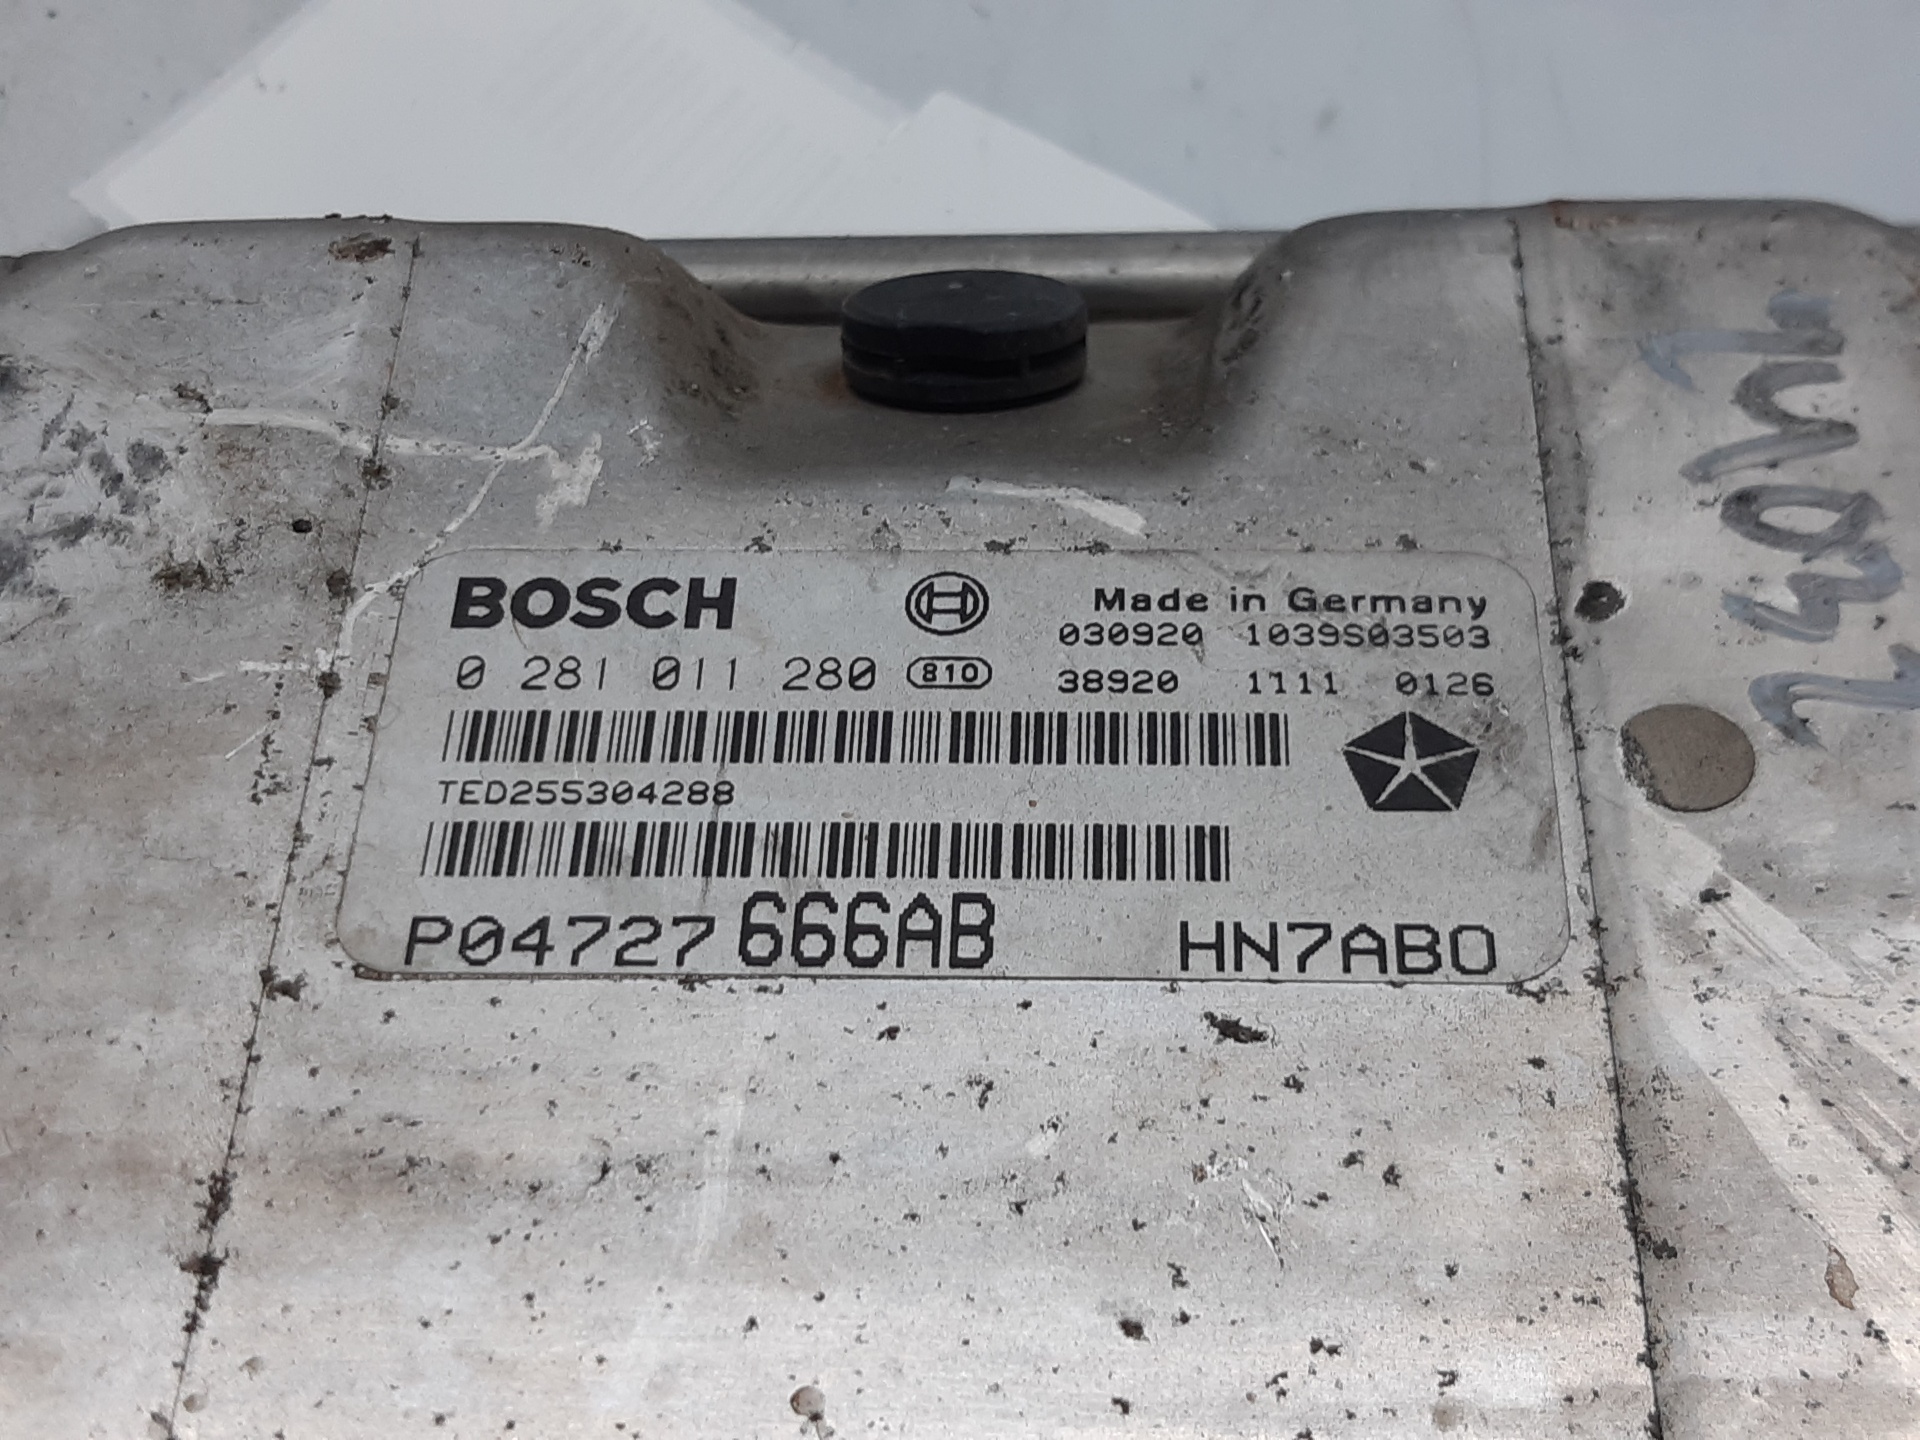 BOSCH
Made in Germany
030920 1039S03503
0 281 011 280 810
38920 1111 0126
TED255304288
P04727666AB HN7AB0